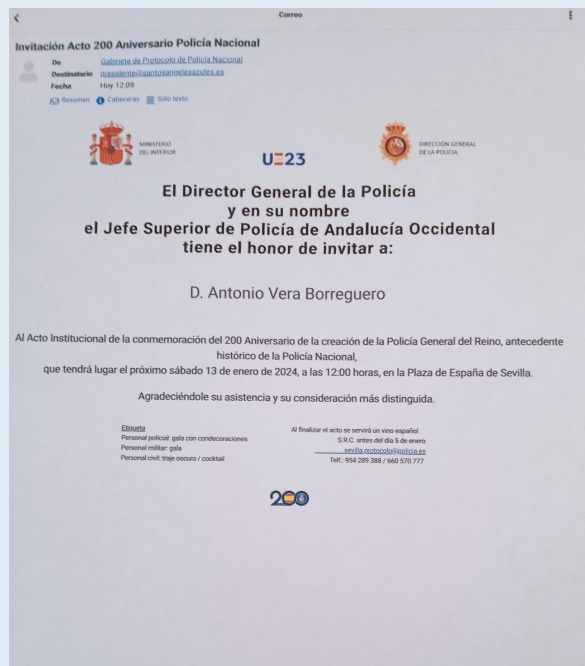 Correo
Invitación Acto 200 Aniversario Policía Nacional
De Gabinete de Protocolo de Policía Nacional
Destinatario presidente@santosangelesazules.es
Fecha Hoy 12:09
Resumen Cabeceras Sólo texto
MINISTERIO
DEL INTERIOR
UE23
DIRECCIÓN GENERAL
DE LA POLICÍA
El Director General de la Policía
y en su nombre
el Jefe Superior de Policía de Andalucía Occidental
tiene el honor de invitar a:
D. Antonio Vera Borreguero
Al Acto Institucional de la conmemoración del 200 Aniversario de la creación de la Policía General del Reino, antecedente
histórico de la Policía Nacional,
que tendrá lugar el próximo sábado 13 de enero de 2024, a las 12:00 horas, en la Plaza de España de Sevilla.
Agradeciéndole su asistencia y su consideración más distinguida.
Etiqueta
Personal policial: gala con condecoraciones
Personal militar: gala
Personal civil: traje oscuro / cocktail
Al finalizar el acto se servirá un vino español
S.R.C. antes del día 5 de enero
sevilla.protocolo@policia.es
Telf.: 954 289 388 / 660 570 777
200